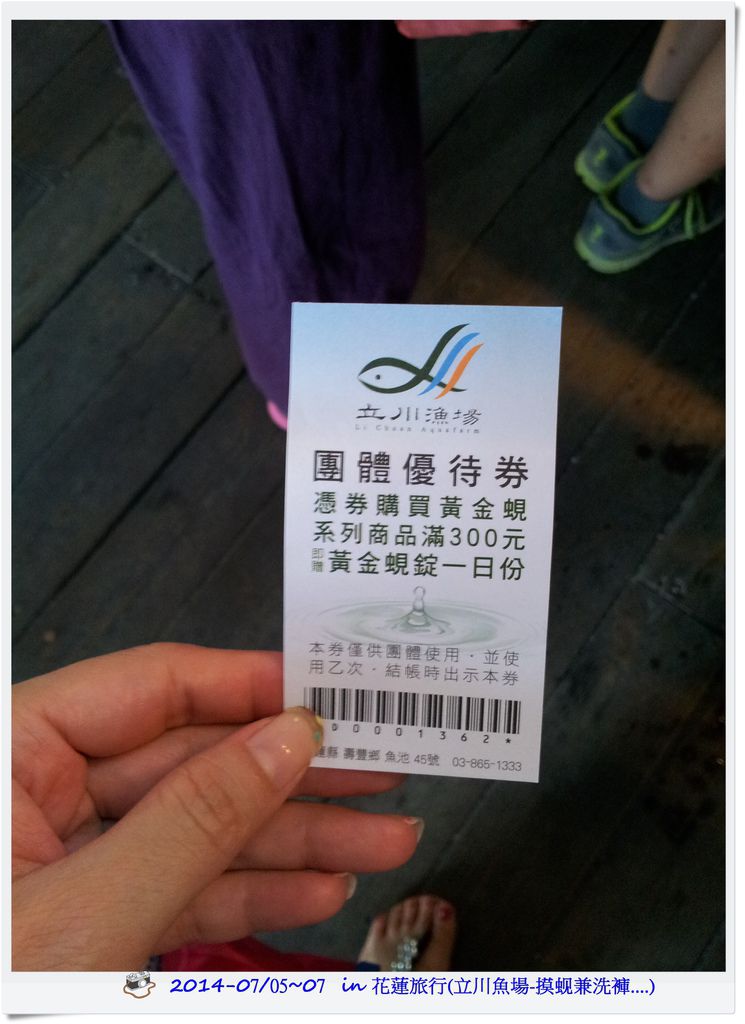 立川漁場
Li Chuan Aquafarm
團體優待券
憑券購買黃金蜆
系列商品滿300元
即贈 黃金蜆錠一日份
本券僅供團體使用·並使
用乙次·結帳時出示本券
00001362*
蓮縣 壽豐鄉 魚池 45號 03-865-1333
2014-07/05~07 in 花蓮旅行(立川魚場-摸蜆兼洗褲....)